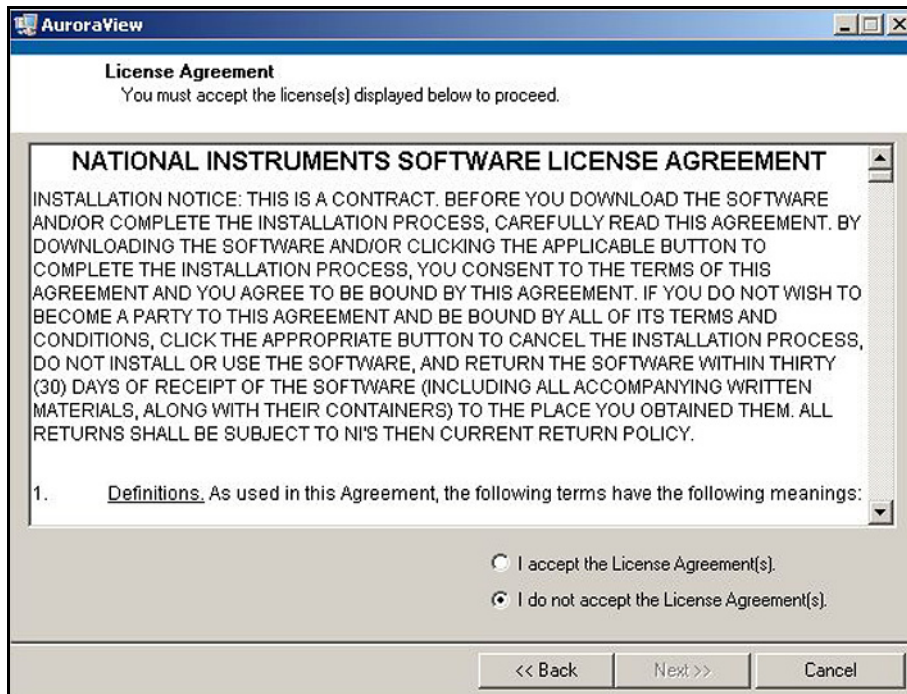 AuroraView
License Agreement
You must accept the license(s) displayed below to proceed.
NATIONAL INSTRUMENTS SOFTWARE LICENSE AGREEMENT
INSTALLATION NOTICE: THIS IS A CONTRACT. BEFORE YOU DOWNLOAD THE SOFTWARE
AND/OR COMPLETE THE INSTALLATION PROCESS, CAREFULLY READ THIS AGREEMENT. BY
DOWNLOADING THE SOFTWARE AND/OR CLICKING THE APPLICABLE BUTTON TO
COMPLETE THE INSTALLATION PROCESS, YOU CONSENT TO THE TERMS OF THIS
AGREEMENT AND YOU AGREE TO BE BOUND BY THIS AGREEMENT. IF YOU DO NOT WISH TO
BECOME A PARTY TO THIS AGREEMENT AND BE BOUND BY ALL OF ITS TERMS AND
CONDITIONS, CLICK THE APPROPRIATE BUTTON TO CANCEL THE INSTALLATION PROCESS,
DO NOT INSTALL OR USE THE SOFTWARE, AND RETURN THE SOFTWARE WITHIN THIRTY
(30) DAYS OF RECEIPT OF THE SOFTWARE (INCLUDING ALL ACCOMPANYING WRITTEN
MATERIALS, ALONG WITH THEIR CONTAINERS) TO THE PLACE YOU OBTAINED THEM. ALL
RETURNS SHALL BE SUBJECT TO NI'S THEN CURRENT RETURN POLICY.
1. Definitions. As used in this Agreement, the following terms have the following meanings:
I accept the License Agreement(s).
I do not accept the License Agreement(s).
<< Back Next >> Cancel